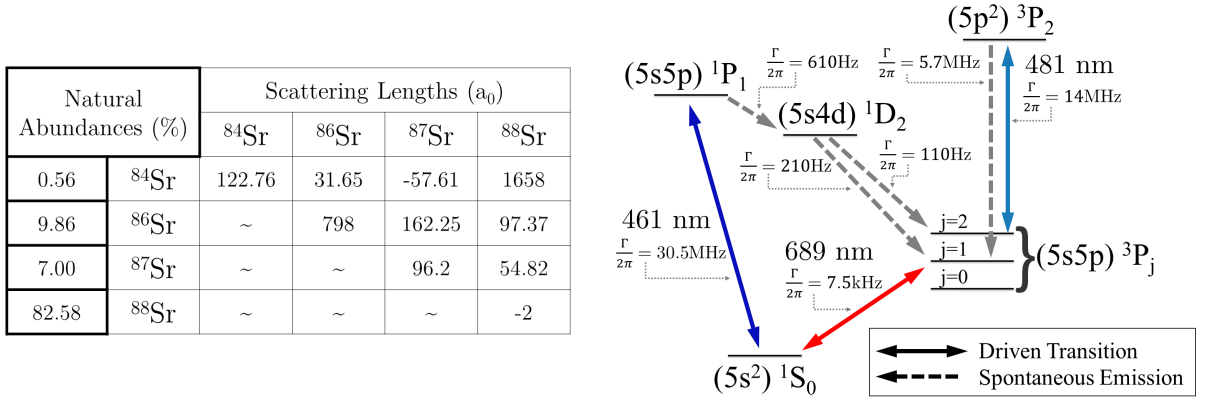 Natural
Abundances (%)
Scattering Lengths (a₀)
⁸⁴Sr ⁸⁶Sr ⁸⁷Sr ⁸⁸Sr
0.56 ⁸⁴Sr 122.76 31.65 -57.61 1658
9.86 ⁸⁶Sr ~ 798 162.25 97.37
7.00 ⁸⁷Sr ~ ~ 96.2 54.82
82.58 ⁸⁸Sr ~ ~ ~ -2
(5p²) ³P₂
(5s5p) ¹P₁
Γ/2π = 610Hz
Γ/2π = 5.7MHz
481 nm
Γ/2π = 14MHz
(5s4d) ¹D₂
Γ/2π = 210Hz
Γ/2π = 110Hz
461 nm
Γ/2π = 30.5MHz
689 nm
Γ/2π = 7.5kHz
j=2
j=1
j=0
(5s5p) ³Pⱼ
(5s²) ¹S₀
Driven Transition
Spontaneous Emission